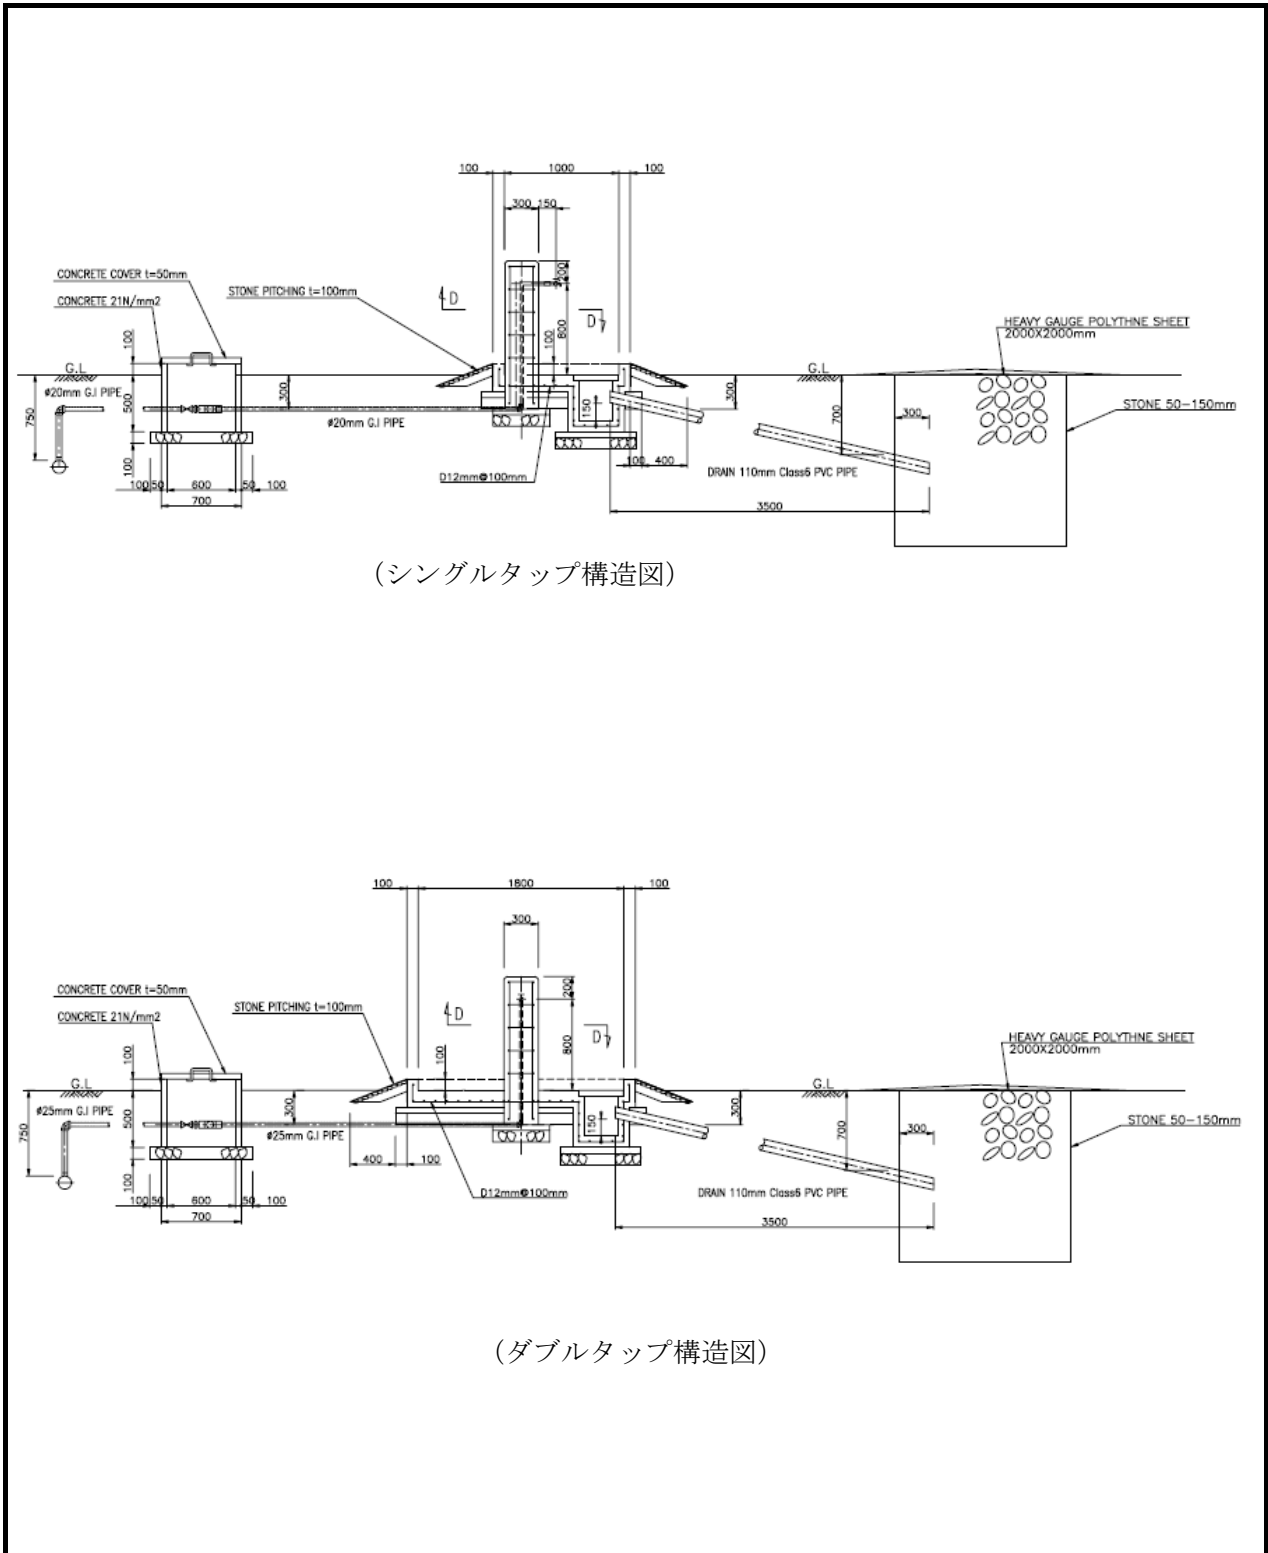 100 1000 100
300 150
200
CONCRETE COVER t=50mm
STONE PITCHING t=100mm
CONCRETE 21N/mm2
D
D
800
100
100
HEAVY GAUGE POLYTHNE SHEET
2000X2000mm
G.L
G.L
ø20mm G.I PIPE
750
500
300
150
300
700
300
STONE 50-150mm
ø20mm G.I PIPE
100
100 400
DRAIN 110mm Class6 PVC PIPE
D12mm@100mm
100 50 600 50 100
700
3500
(シングルタップ構造図)
100 1800 100
300
200
CONCRETE COVER t=50mm
STONE PITCHING t=100mm
CONCRETE 21N/mm2
D
D
800
100
100
HEAVY GAUGE POLYTHNE SHEET
2000X2000mm
G.L
G.L
ø25mm G.I PIPE
750
500
300
150
300
700
300
STONE 50-150mm
ø25mm G.I PIPE
400 100
100
DRAIN 110mm Class6 PVC PIPE
D12mm@100mm
100 50 600 50 100
700
3500
(ダブルタップ構造図)